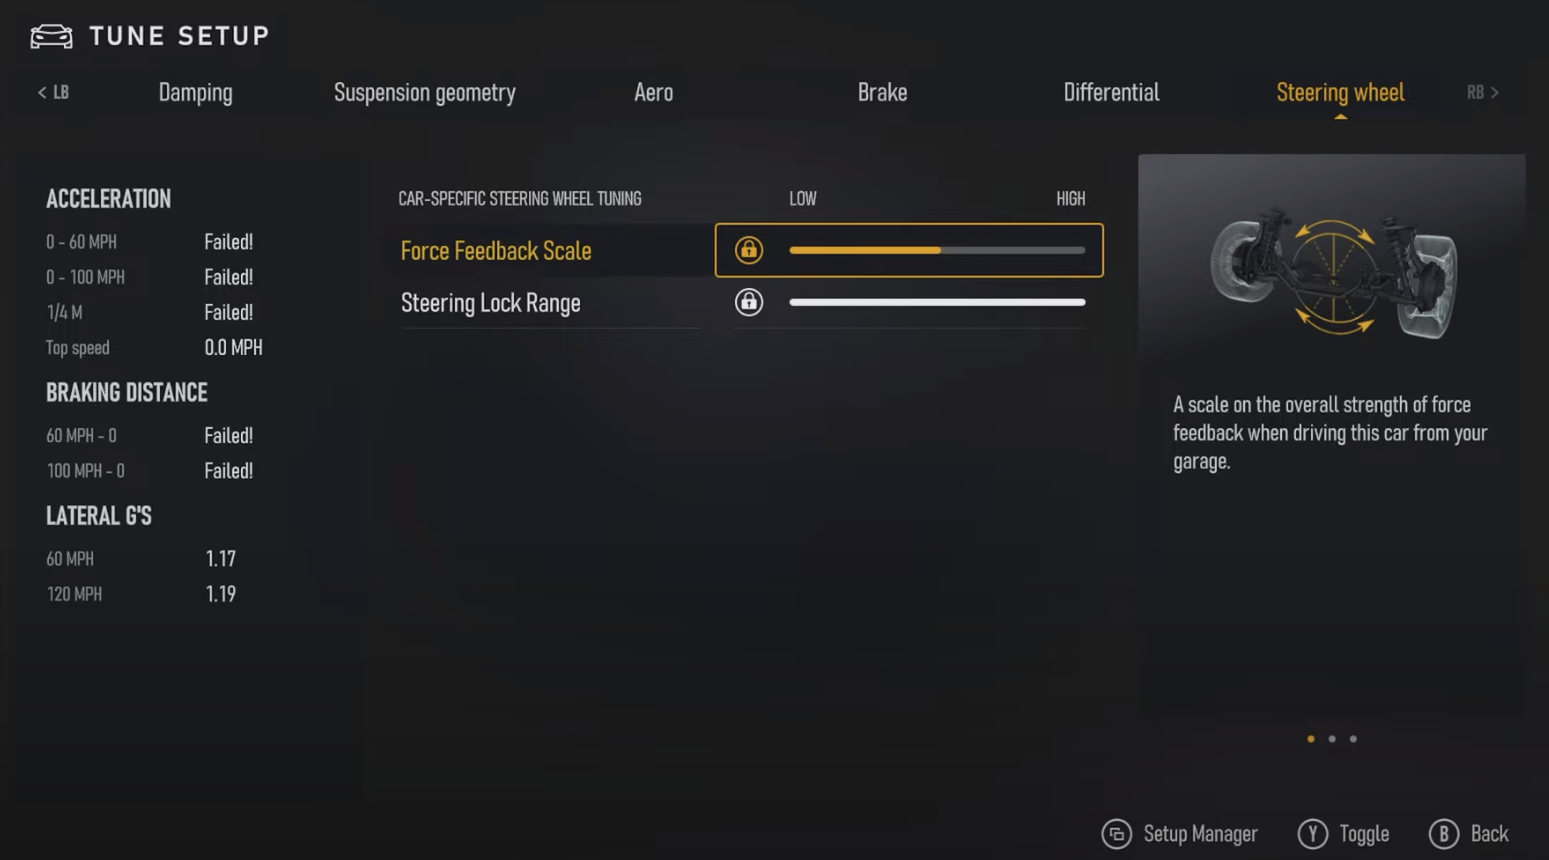 TUNE SETUP
< LB Damping Suspension geometry Aero Brake Differential Steering wheel RB >
ACCELERATION
0 - 60 MPH Failed!
0 - 100 MPH Failed!
1/4 M Failed!
Top speed 0.0 MPH
BRAKING DISTANCE
60 MPH - 0 Failed!
100 MPH - 0 Failed!
LATERAL G'S
60 MPH 1.17
120 MPH 1.19
CAR-SPECIFIC STEERING WHEEL TUNING LOW HIGH
Force Feedback Scale
Steering Lock Range
A scale on the overall strength of force
feedback when driving this car from your
garage.
Setup Manager Y Toggle B Back